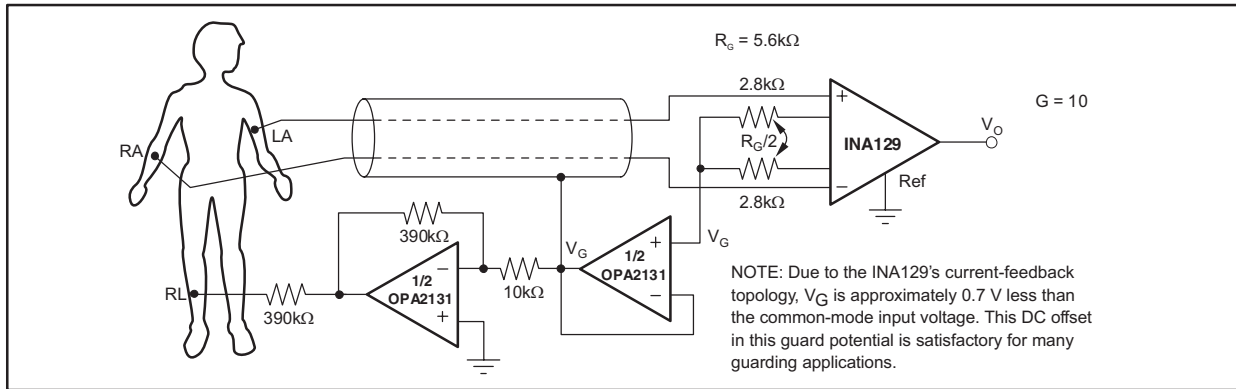 R_G = 5.6kΩ
2.8kΩ
G = 10
LA
RA
+
V_O
R_G/2
INA129
Ref
−
2.8kΩ
390kΩ
V_G
+
V_G
1/2
OPA2131
−
10kΩ
−
1/2
OPA2131
+
RL
390kΩ
NOTE: Due to the INA129's current-feedback
topology, V_G is approximately 0.7 V less than
the common-mode input voltage. This DC offset
in this guard potential is satisfactory for many
guarding applications.